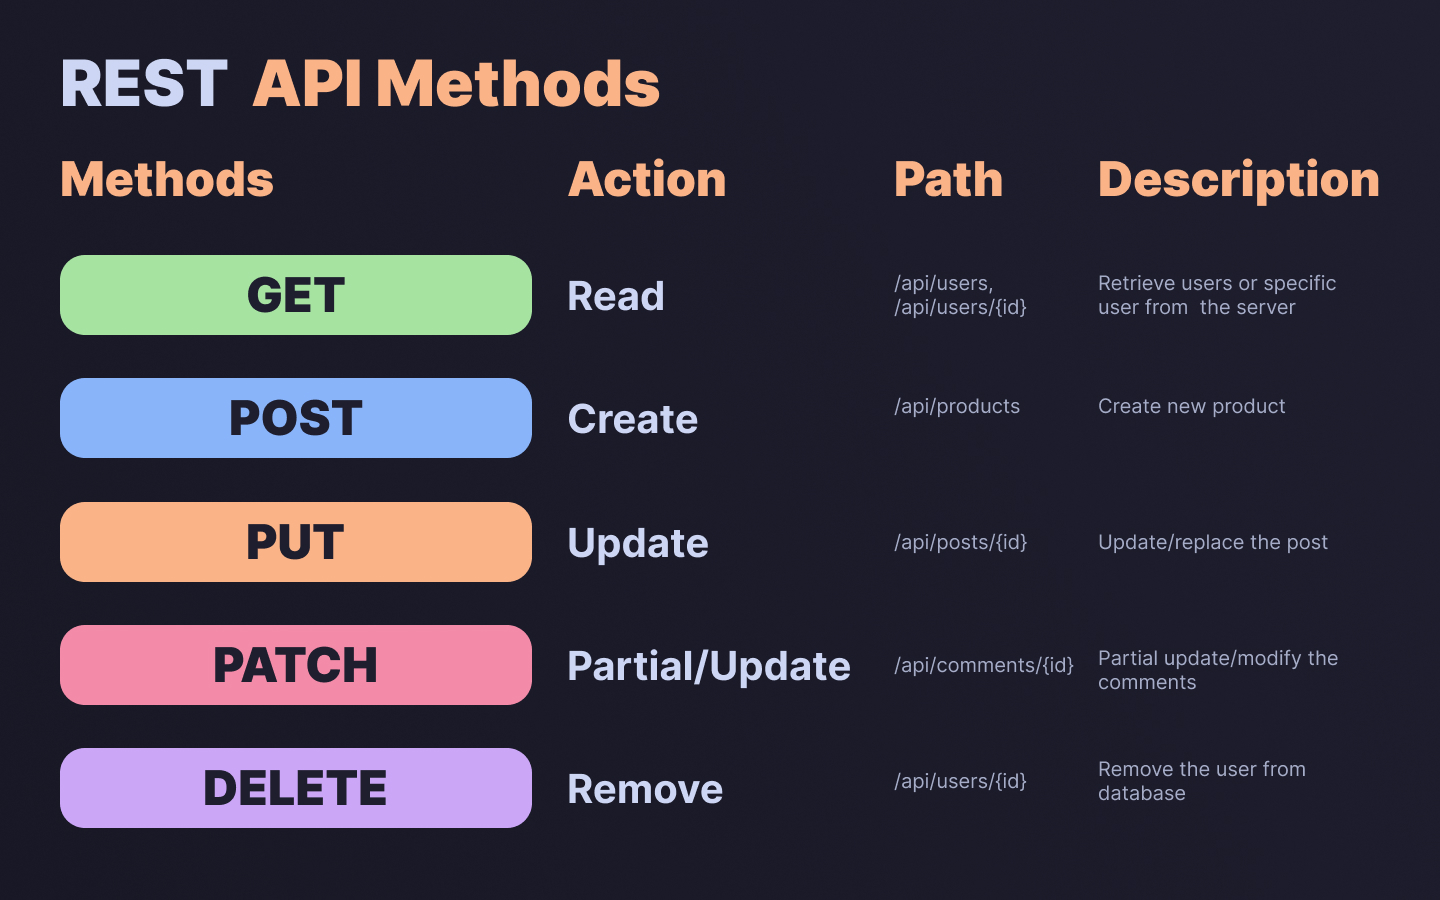 REST API Methods
Methods Action Path Description
GET Read /api/users, Retrieve users or specific
/api/users/{id} user from  the server
POST Create /api/products Create new product
PUT Update /api/posts/{id} Update/replace the post
PATCH Partial/Update /api/comments/{id} Partial update/modify the
comments
DELETE Remove /api/users/{id} Remove the user from
database